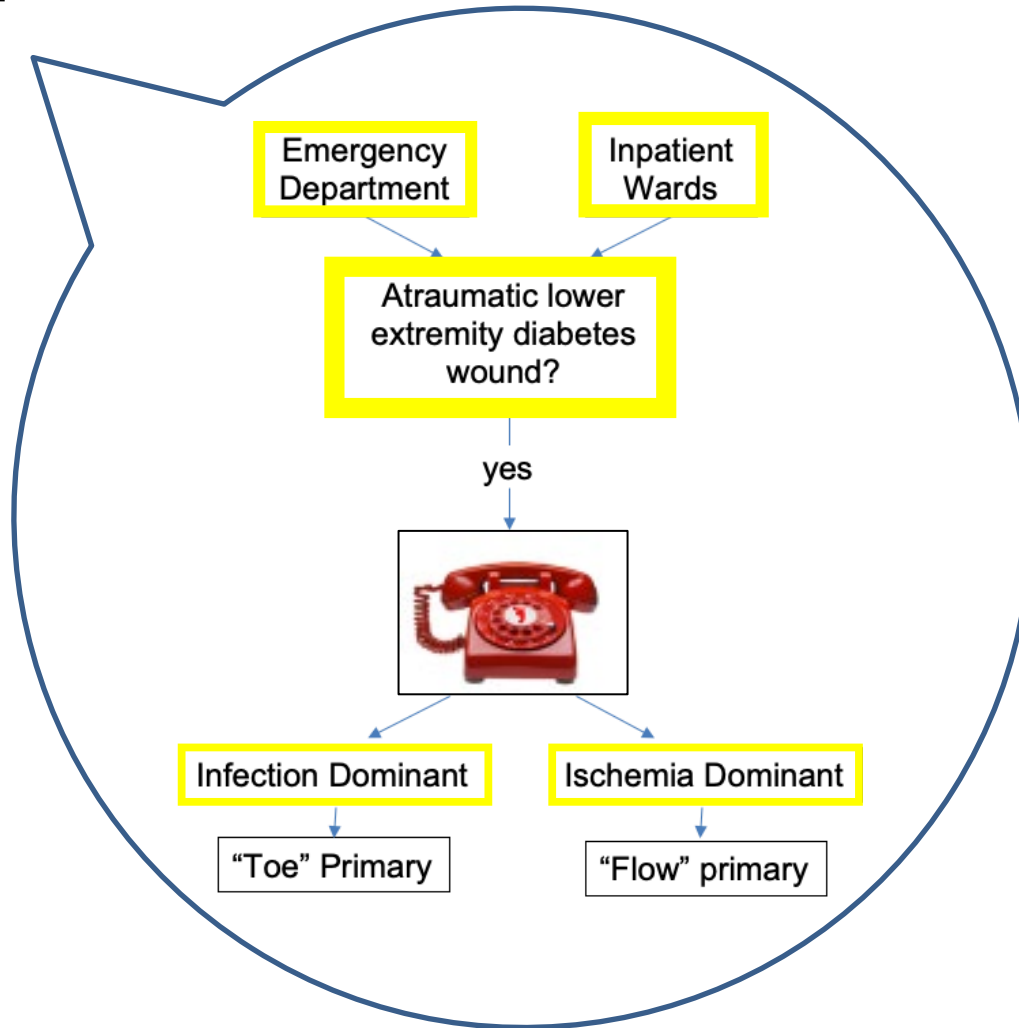 Emergency
Department
Inpatient
Wards
Atraumatic lower
extremity diabetes
wound?
yes
Infection Dominant
Ischemia Dominant
“Toe” Primary
“Flow” primary